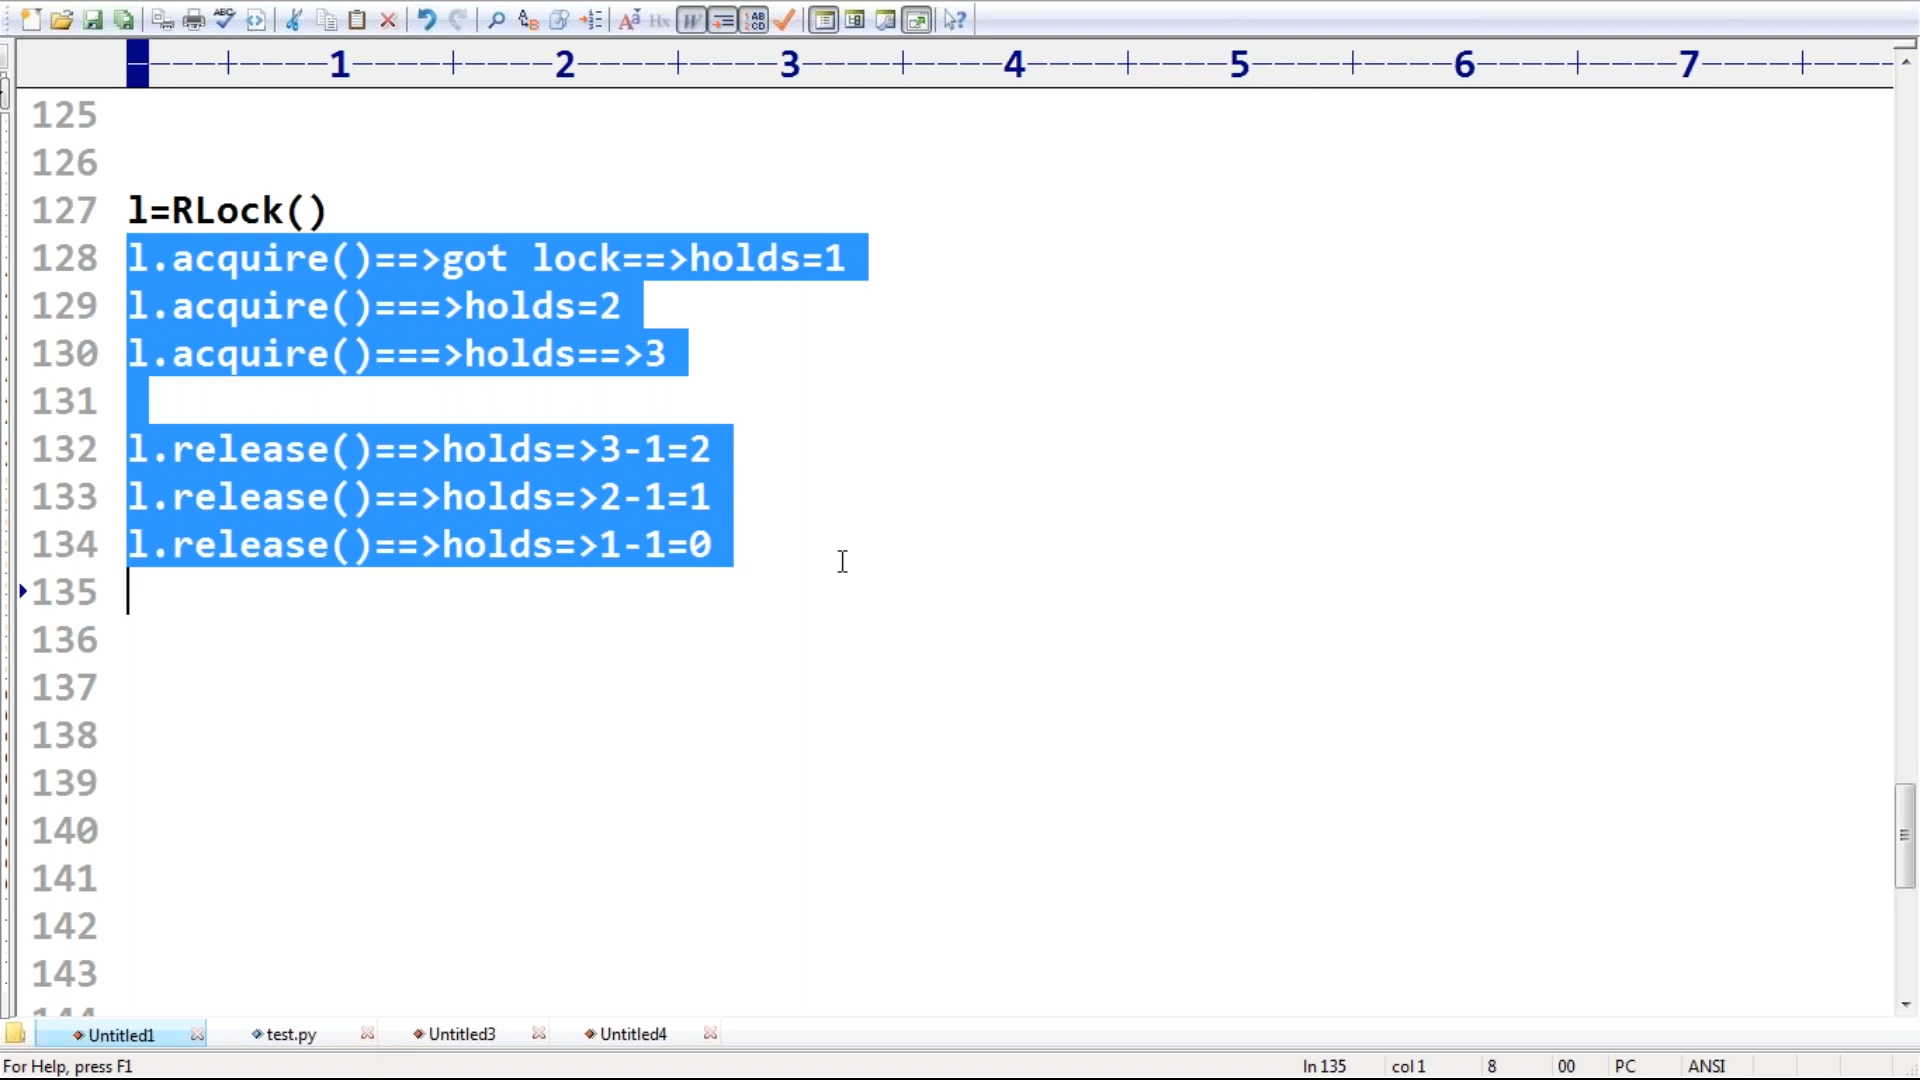 1 2 3 4 5 6 7
125
126
127 l=RLock()
128 l.acquire()==>got lock==>holds=1
129 l.acquire()===>holds=2
130 l.acquire()===>holds==>3
131
132 l.release()==>holds=>3-1=2
133 l.release()==>holds=>2-1=1
134 l.release()==>holds=>1-1=0
135
136
137
138
139
140
141
142
143
Untitled1 test.py Untitled3 Untitled4
For Help, press F1 ln 135 col 1 8 00 PC ANSI